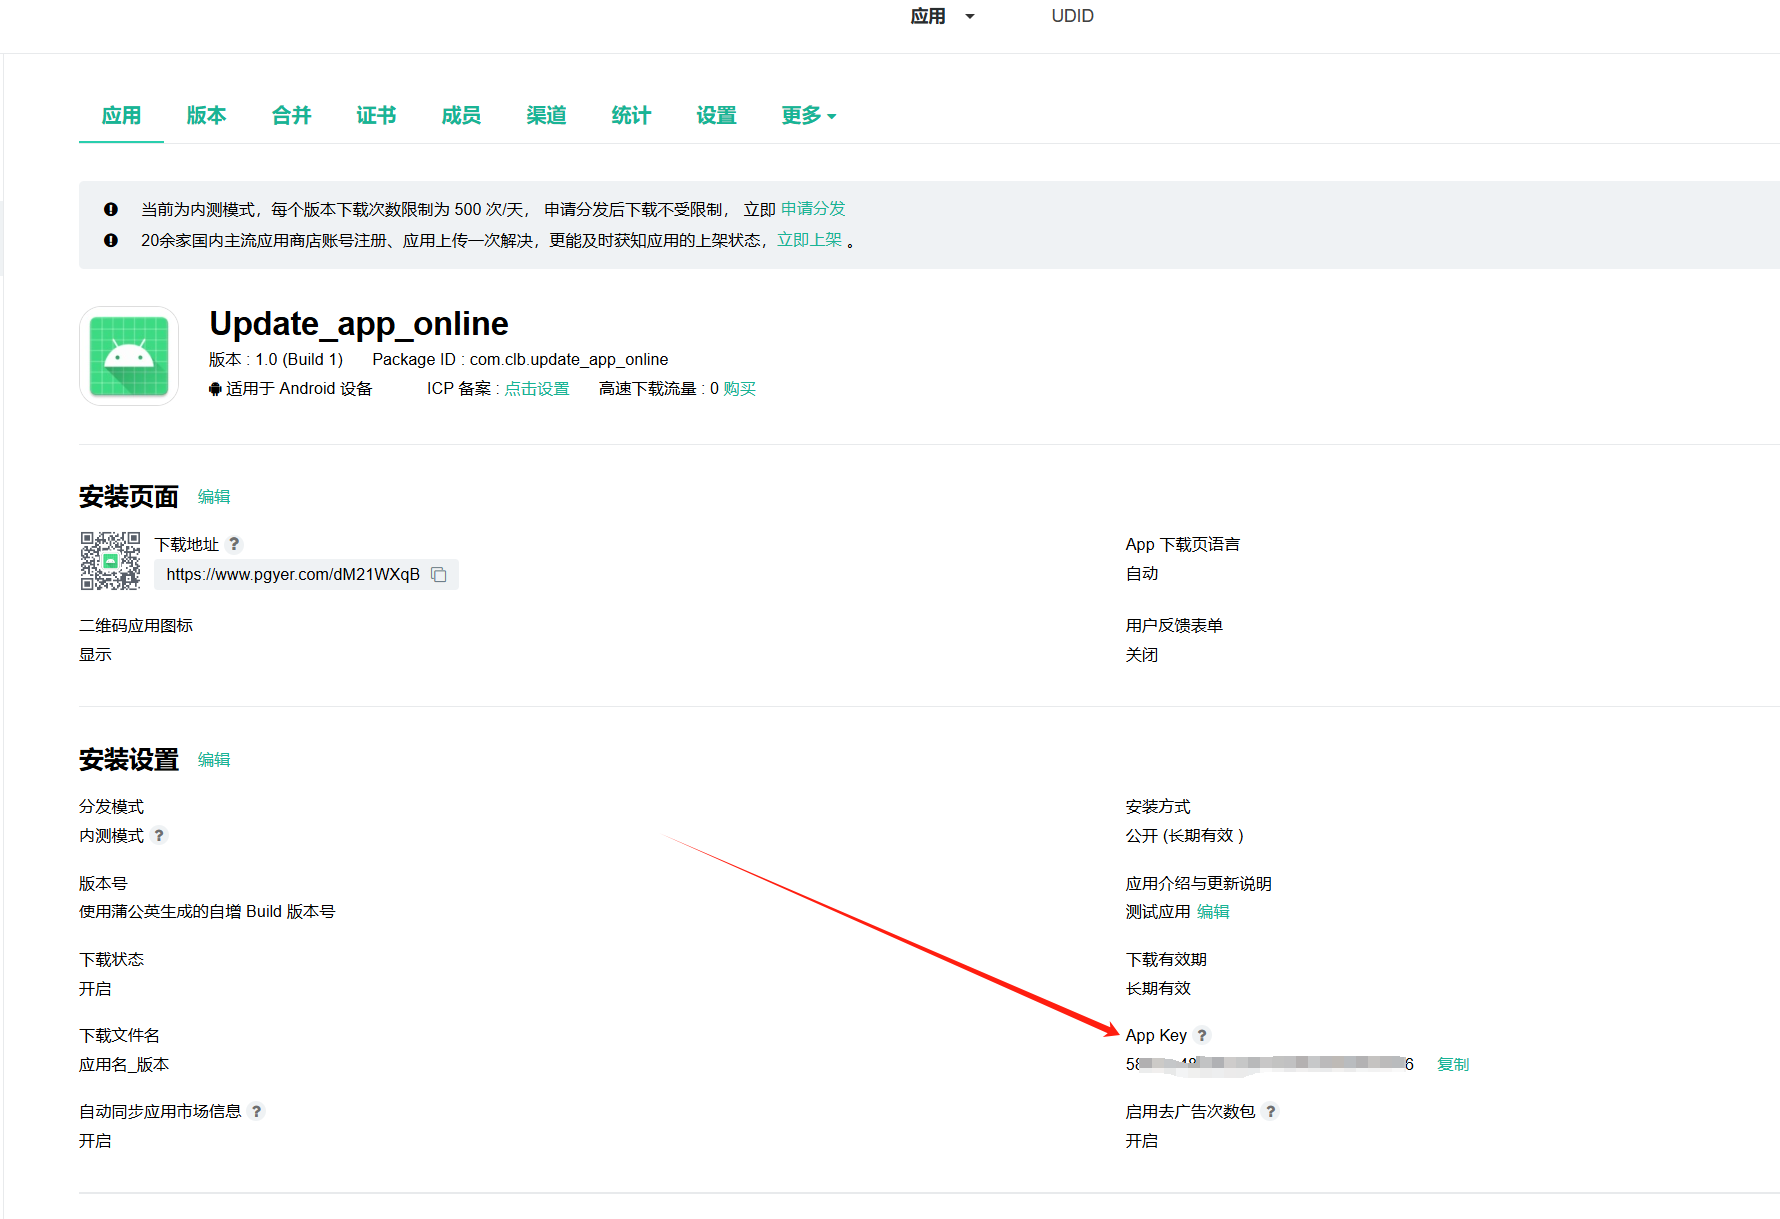 应用 UDID
应用 版本 合并 证书 成员 渠道 统计 设置 更多
当前为内测模式，每个版本下载次数限制为 500 次/天， 申请分发后下载不受限制， 立即 申请分发
20余家国内主流应用商店账号注册、应用上传一次解决，更能及时获知应用的上架状态，立即上架 。
Update_app_online
版本 : 1.0 (Build 1) Package ID : com.clb.update_app_online
适用于 Android 设备 ICP 备案 : 点击设置 高速下载流量 : 0 购买
安装页面 编辑
下载地址 ?
https://www.pgyer.com/dM21WXqB
App 下载页语言
自动
二维码应用图标
显示
用户反馈表单
关闭
安装设置 编辑
分发模式
内测模式 ?
安装方式
公开 (长期有效 )
版本号
使用蒲公英生成的自增 Build 版本号
应用介绍与更新说明
测试应用 编辑
下载状态
开启
下载有效期
长期有效
下载文件名
应用名_版本
App Key ?
复制
自动同步应用市场信息 ?
开启
启用去广告次数包 ?
开启